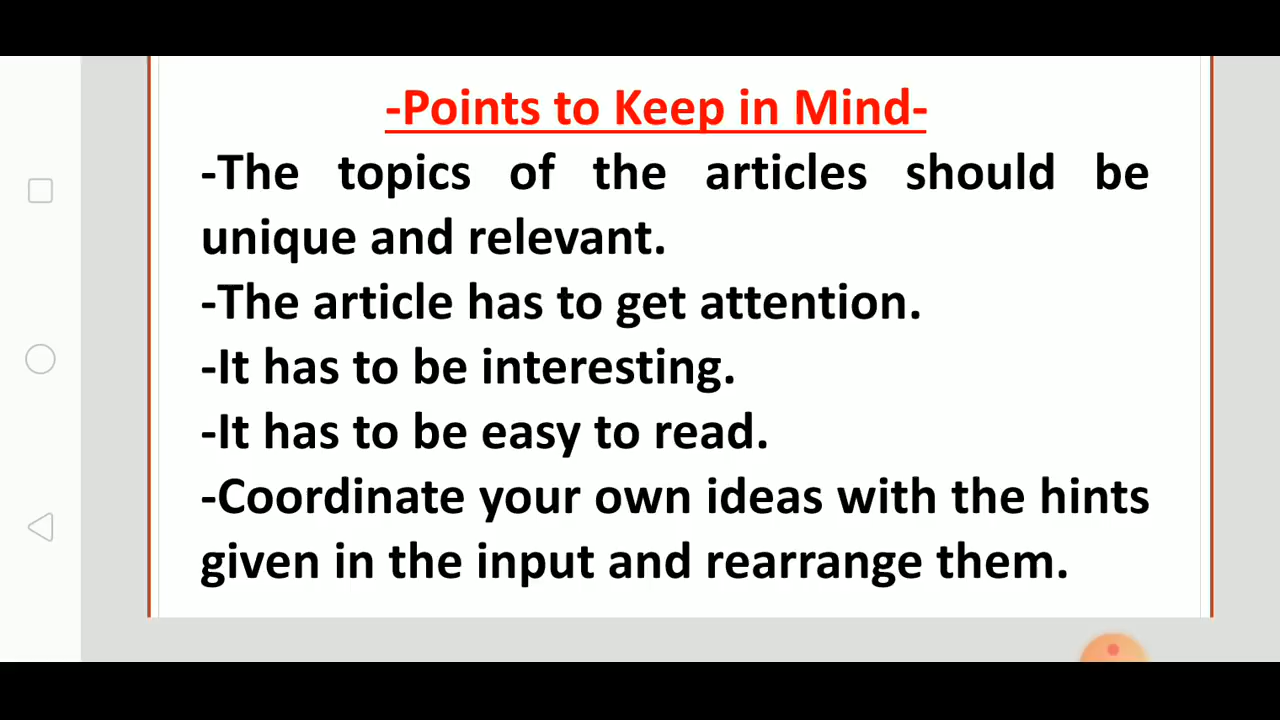 -Points to Keep in Mind-
-The topics of the articles should be
unique and relevant.
-The article has to get attention.
-It has to be interesting.
-It has to be easy to read.
-Coordinate your own ideas with the hints
given in the input and rearrange them.